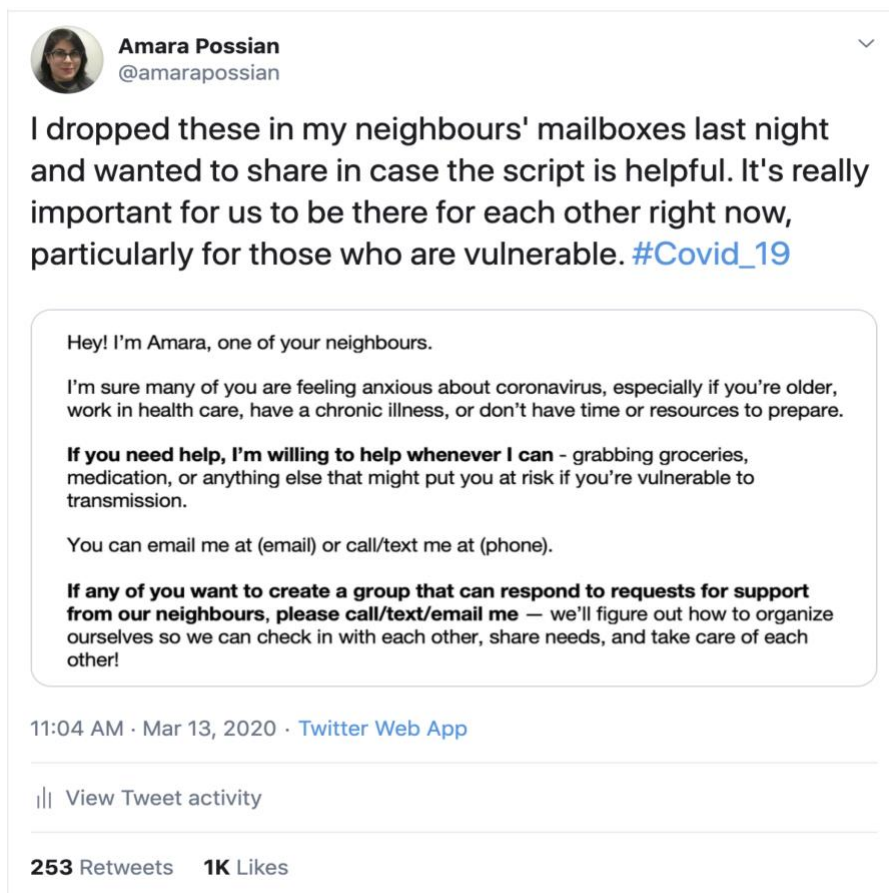 Amara Possian
@amarapossian
I dropped these in my neighbours' mailboxes last night
and wanted to share in case the script is helpful. It's really
important for us to be there for each other right now,
particularly for those who are vulnerable. #Covid_19
Hey! I'm Amara, one of your neighbours.
I'm sure many of you are feeling anxious about coronavirus, especially if you're older,
work in health care, have a chronic illness, or don't have time or resources to prepare.
If you need help, I'm willing to help whenever I can - grabbing groceries,
medication, or anything else that might put you at risk if you're vulnerable to
transmission.
You can email me at (email) or call/text me at (phone).
If any of you want to create a group that can respond to requests for support
from our neighbours, please call/text/email me — we'll figure out how to organize
ourselves so we can check in with each other, share needs, and take care of each
other!
11:04 AM · Mar 13, 2020 · Twitter Web App
View Tweet activity
253 Retweets 1K Likes